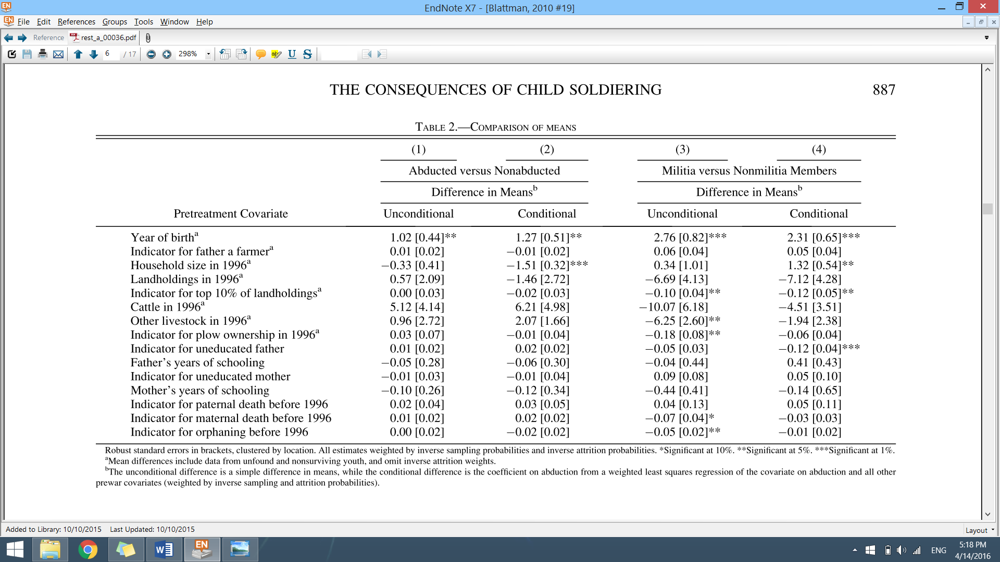 EndNote X7 - [Blattman, 2010 #19]
File Edit References Groups Tools Window Help
Reference rest_a_00036.pdf
6 / 17 298%
THE CONSEQUENCES OF CHILD SOLDIERING 887
TABLE 2.—COMPARISON OF MEANS
(1) (2) (3) (4)
Abducted versus Nonabducted Militia versus Nonmilitia Members
Difference in Meansb Difference in Meansb
Pretreatment Covariate Unconditional Conditional Unconditional Conditional
Year of birtha 1.02 [0.44]** 1.27 [0.51]** 2.76 [0.82]*** 2.31 [0.65]***
Indicator for father a farmera 0.01 [0.02] −0.01 [0.02] 0.06 [0.04] 0.05 [0.04]
Household size in 1996a −0.33 [0.41] −1.51 [0.32]*** 0.34 [1.01] 1.32 [0.54]**
Landholdings in 1996a 0.57 [2.09] −1.46 [2.72] −6.69 [4.13] −7.12 [4.28]
Indicator for top 10% of landholdingsa 0.00 [0.03] −0.02 [0.03] −0.10 [0.04]** −0.12 [0.05]**
Cattle in 1996a 5.12 [4.14] 6.21 [4.98] −10.07 [6.18] −4.51 [3.51]
Other livestock in 1996a 0.96 [2.72] 2.07 [1.66] −6.25 [2.60]** −1.94 [2.38]
Indicator for plow ownership in 1996a 0.03 [0.07] −0.01 [0.04] −0.18 [0.08]** −0.06 [0.04]
Indicator for uneducated father 0.01 [0.02] 0.02 [0.02] −0.05 [0.03] −0.12 [0.04]***
Father's years of schooling −0.05 [0.28] −0.06 [0.30] −0.04 [0.44] 0.41 [0.43]
Indicator for uneducated mother −0.01 [0.03] −0.01 [0.04] 0.09 [0.08] 0.05 [0.10]
Mother's years of schooling −0.10 [0.26] −0.12 [0.34] −0.44 [0.41] −0.14 [0.65]
Indicator for paternal death before 1996 0.02 [0.04] 0.03 [0.05] 0.04 [0.13] 0.05 [0.11]
Indicator for maternal death before 1996 0.01 [0.02] 0.02 [0.02] −0.07 [0.04]* −0.03 [0.03]
Indicator for orphaning before 1996 0.00 [0.02] −0.02 [0.02] −0.05 [0.02]** −0.01 [0.02]
Robust standard errors in brackets, clustered by location. All estimates weighted by inverse sampling probabilities and inverse attrition probabilities. *Significant at 10%. **Significant at 5%. ***Significant at 1%.
aMean differences include data from unfound and nonsurviving youth, and omit inverse attrition weights.
bThe unconditional difference is a simple difference in means, while the conditional difference is the coefficient on abduction from a weighted least squares regression of the covariate on abduction and all other
prewar covariates (weighted by inverse sampling and attrition probabilities).
Added to Library: 10/10/2015 Last Updated: 10/10/2015
Layout
ENG
5:18 PM
4/14/2016